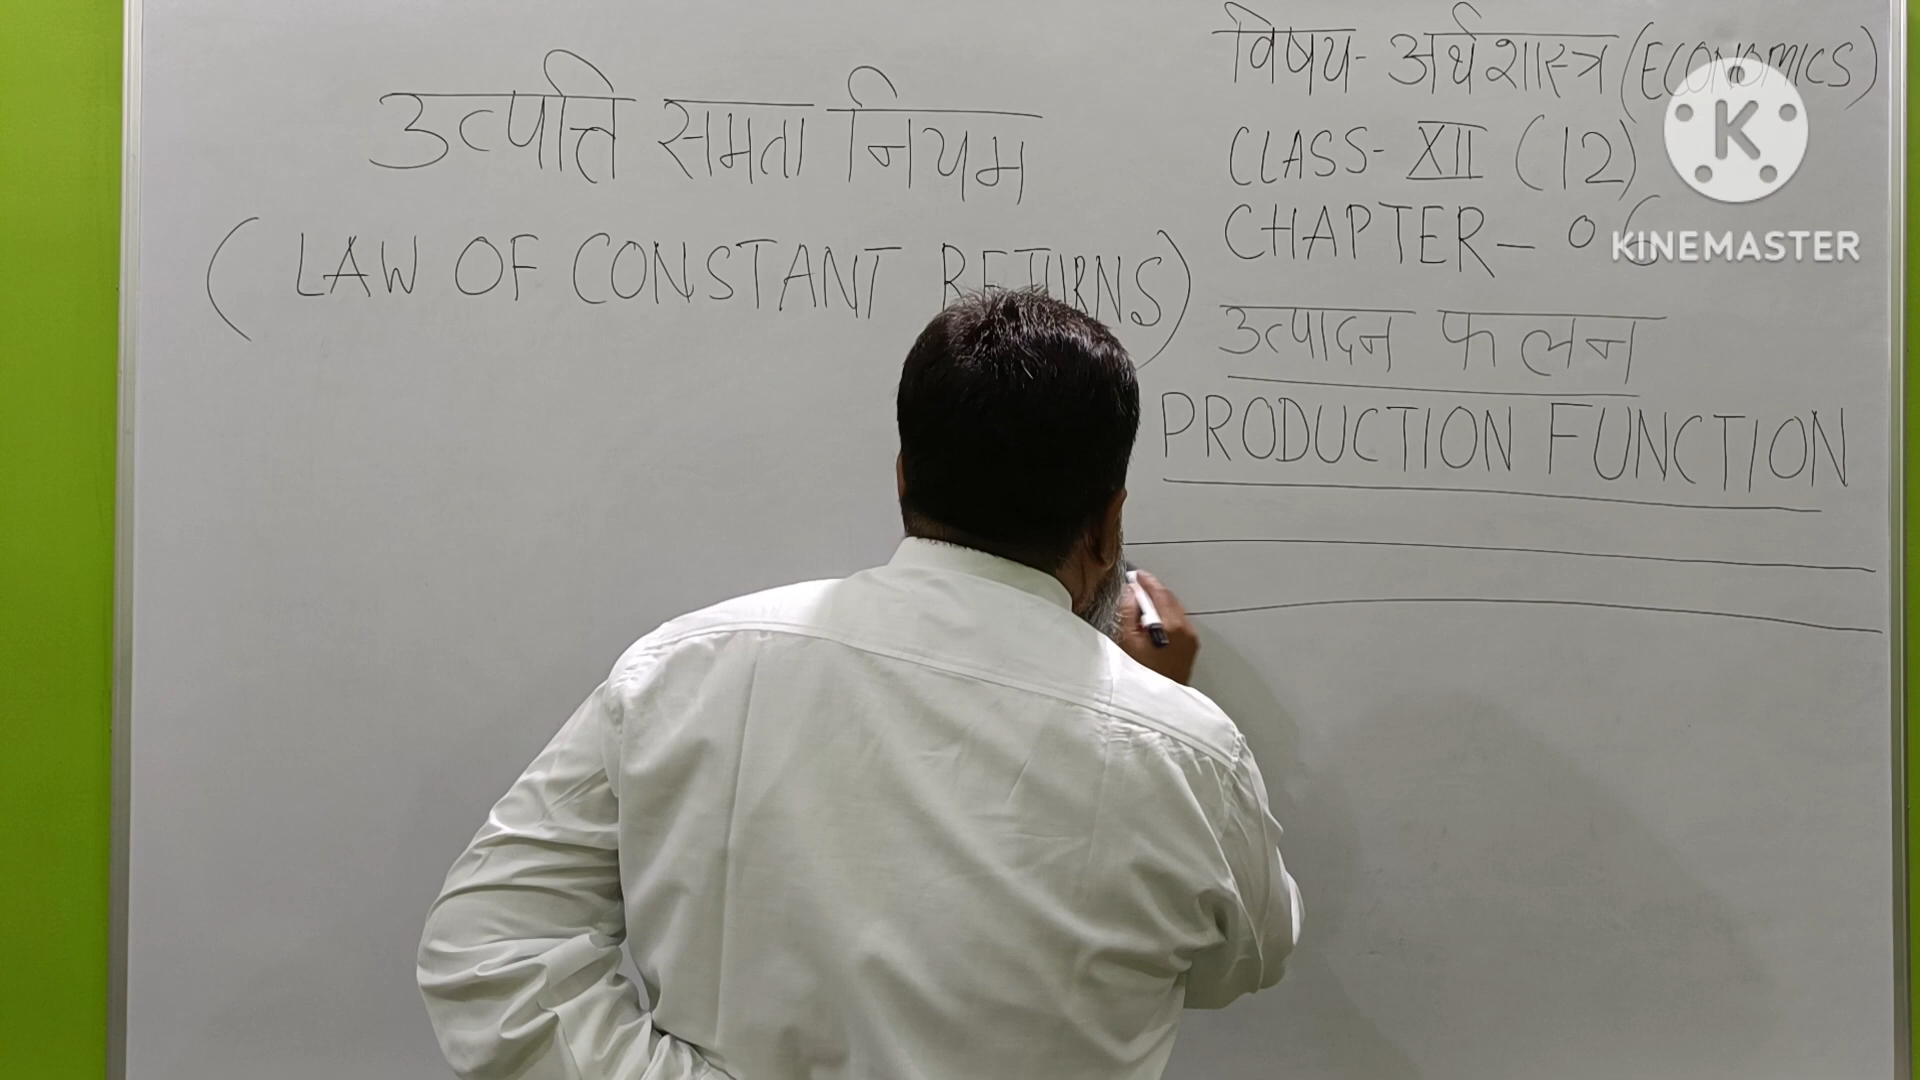 उत्पत्ति समता नियम
( LAW OF CONSTANT RETURNS)
विषय- अर्थशास्त्र (ECONOMICS)
CLASS- XII (12)
CHAPTER- 06
उत्पादन फलन
PRODUCTION FUNCTION
K
KINEMASTER